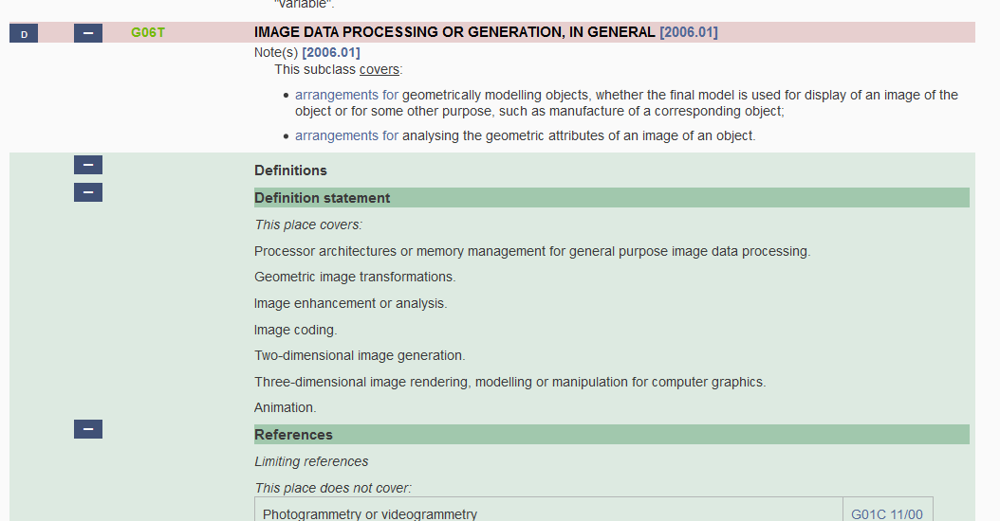 "variable".
D − G06T IMAGE DATA PROCESSING OR GENERATION, IN GENERAL [2006.01]
Note(s) [2006.01]
This subclass covers:
• arrangements for geometrically modelling objects, whether the final model is used for display of an image of the
object or for some other purpose, such as manufacture of a corresponding object;
• arrangements for analysing the geometric attributes of an image of an object.
− Definitions
− Definition statement
This place covers:
Processor architectures or memory management for general purpose image data processing.
Geometric image transformations.
Image enhancement or analysis.
Image coding.
Two-dimensional image generation.
Three-dimensional image rendering, modelling or manipulation for computer graphics.
Animation.
− References
Limiting references
This place does not cover:
Photogrammetry or videogrammetry G01C 11/00